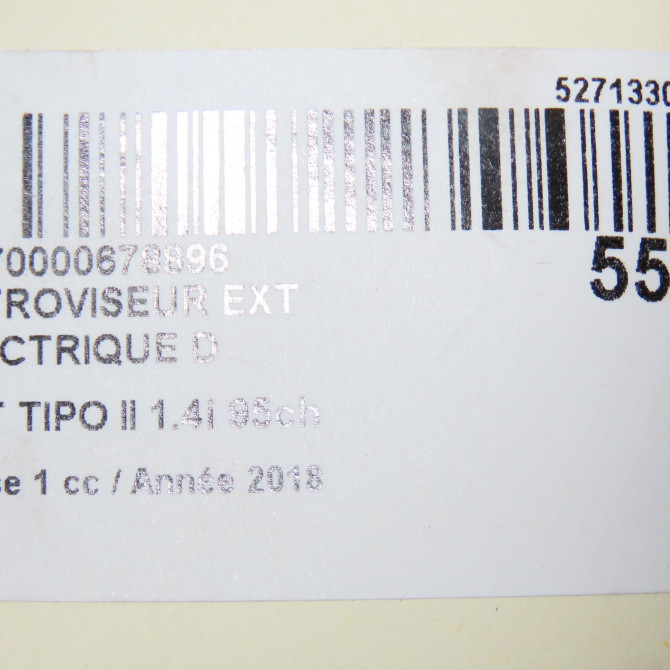 5271330
70000678896
TROVISEUR EXT
CTRIQUE D
55
T TIPO II 1.4i 95ch
se 1 cc / Année 2018